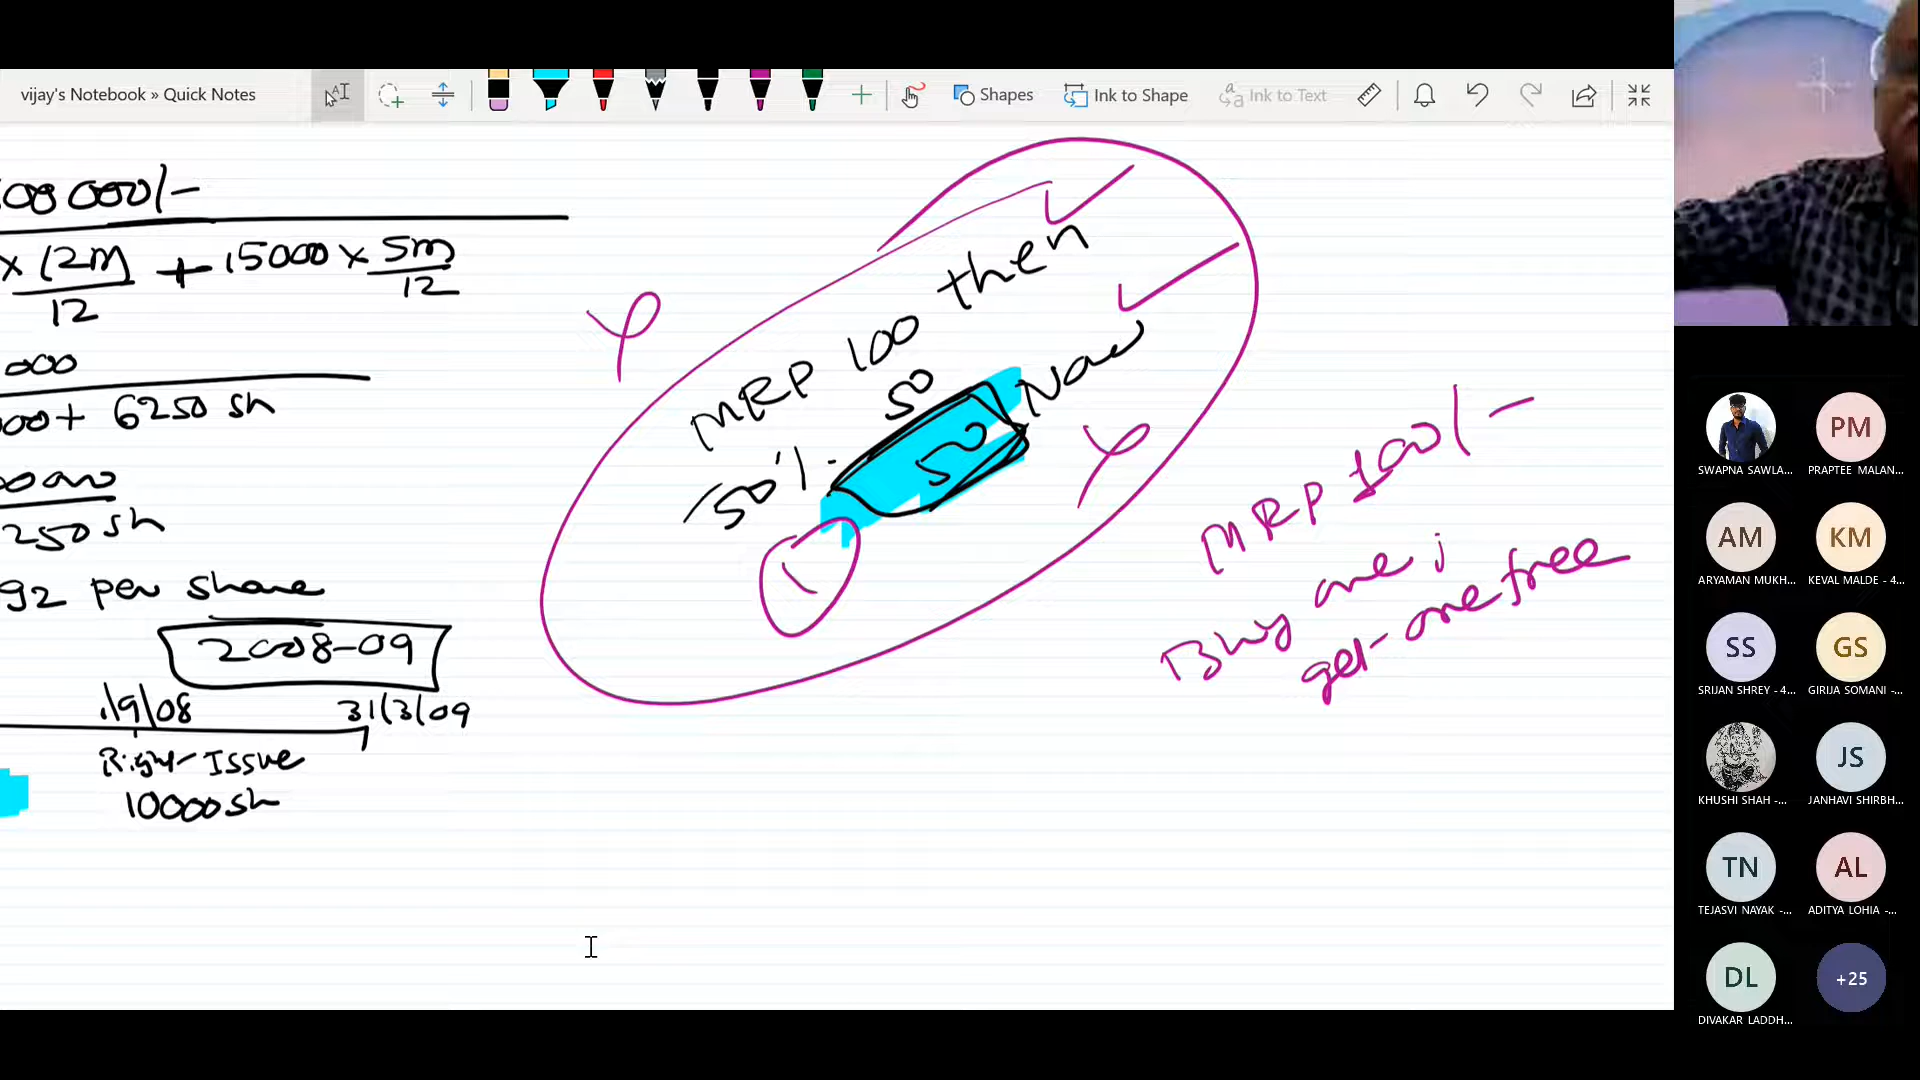 vijay's Notebook » Quick Notes
Shapes
Ink to Shape
Ink to Text
08 000/-
x 12m/12 + 15000 x 5m/12
000
000 + 6250 sh
250 sh
92 per share
2008-09
1/9/08
31/3/09
Right Issue
10000 sh
MRP 100 then
50
50%
50
Now
MRP 100/-
Buy one ;
get one free
SWAPNA SAWLA...
PM
PRAPTEE MALAN...
AM
ARYAMAN MUKH...
KM
KEVAL MALDE - 4...
SS
SRIJAN SHREY - 4...
GS
GIRIJA SOMANI -...
KHUSHI SHAH -...
JS
JANHAVI SHIRBH...
TN
TEJASVI NAYAK -...
AL
ADITYA LOHIA -...
DL
DIVAKAR LADDH...
+25